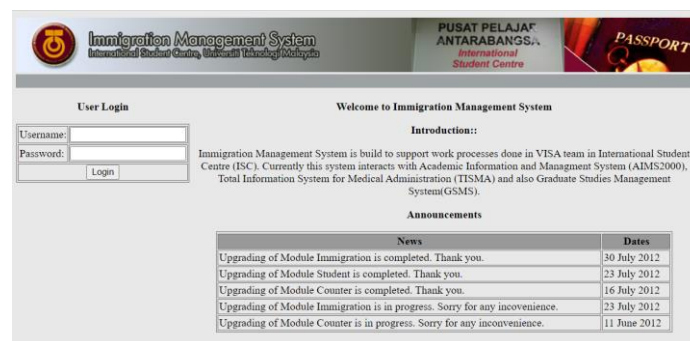 Immigration Management System
International Student Centre, Universiti Teknologi Malaysia
PUSAT PELAJAR
ANTARABANGSA
International
Student Centre
PASSPORT
User Login
Username:
Password:
Login
Welcome to Immigration Management System
Introduction::
Immigration Management System is build to support work processes done in VISA team in International Student
Centre (ISC). Currently this system interacts with Academic Information and Managment System (AIMS2000),
Total Information System for Medical Administration (TISMA) and also Graduate Studies Management
System(GSMS).
Announcements
News Dates
Upgrading of Module Immigration is completed. Thank you. 30 July 2012
Upgrading of Module Student is completed. Thank you. 23 July 2012
Upgrading of Module Counter is completed. Thank you. 16 July 2012
Upgrading of Module Immigration is in progress. Sorry for any incovenience. 23 July 2012
Upgrading of Module Counter is in progress. Sorry for any inconvenience. 11 June 2012